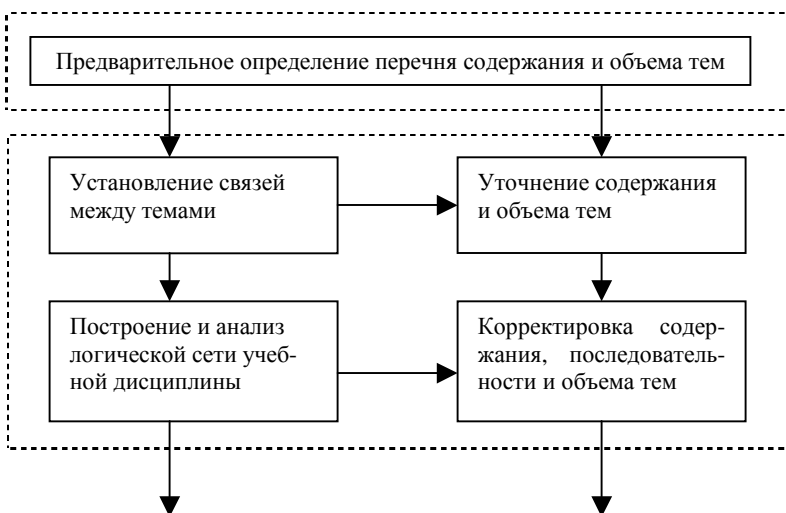 Предварительное определение перечня содержания и объема тем
Установление связей
между темами
Уточнение содержания
и объема тем
Построение и анализ
логической сети учеб-
ной дисциплины
Корректировка содер-
жания, последователь-
ности и объема тем